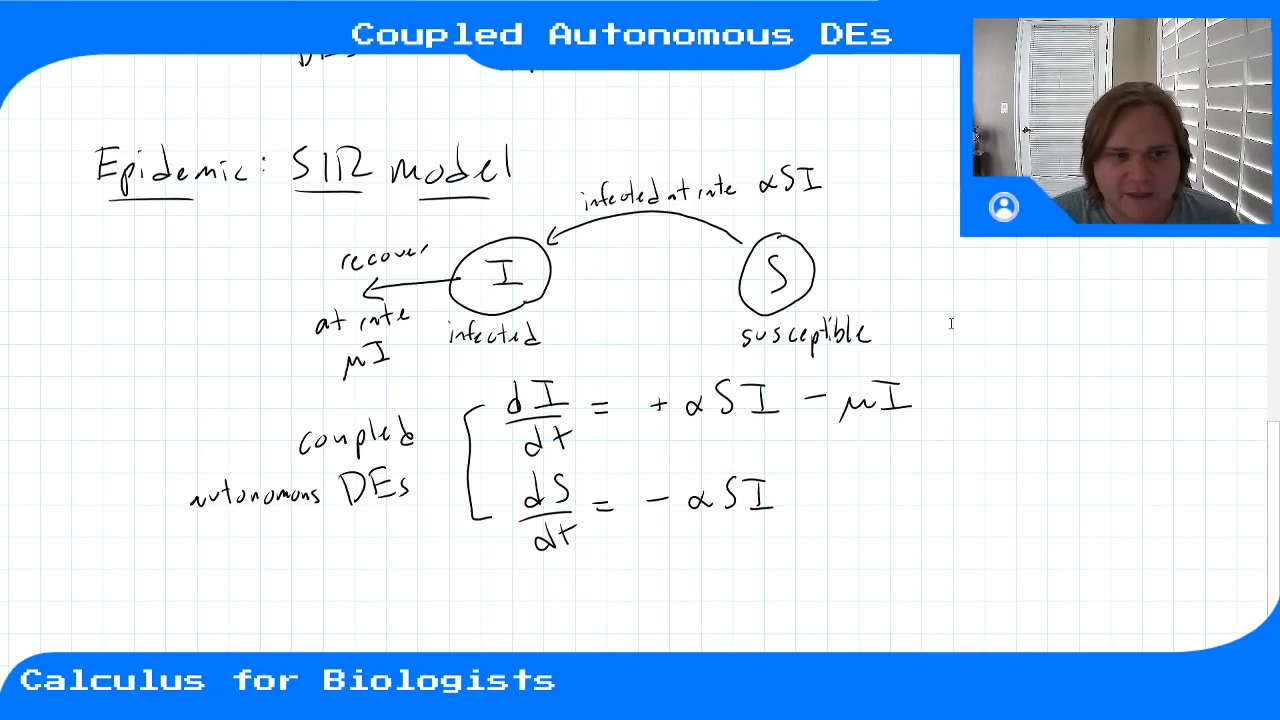 Coupled Autonomous DEs
Epidemic: SIR model
infected at rate αSI
recover
I
S
at rate
μI
infected
susceptible
dI/dt = + αSI - μI
coupled
autonomous DEs
dS/dt = - αSI
Calculus for Biologists